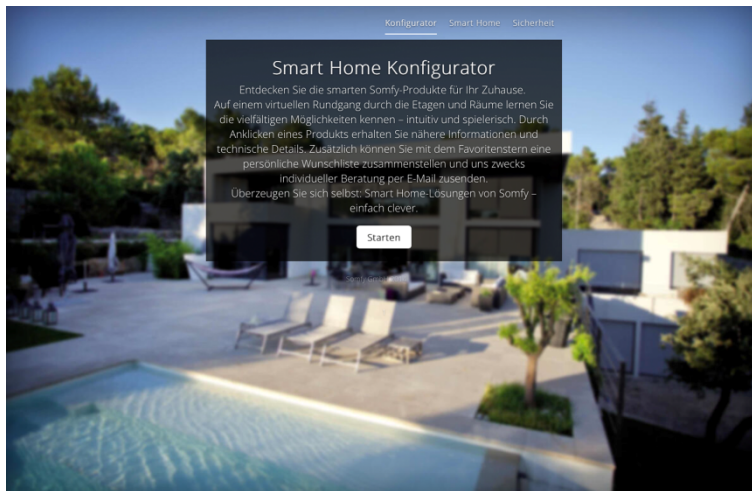 Konfigurator Smart Home Sicherheit
Smart Home Konfigurator
Entdecken Sie die smarten Somfy-Produkte für Ihr Zuhause.
Auf einem virtuellen Rundgang durch die Etagen und Räume lernen Sie
die vielfältigen Möglichkeiten kennen – intuitiv und spielerisch. Durch
Anklicken eines Produkts erhalten Sie nähere Informationen und
technische Details. Zusätzlich können Sie mit dem Favoritenstern eine
persönliche Wunschliste zusammenstellen und uns zwecks
individueller Beratung per E-Mail zusenden.
Überzeugen Sie sich selbst: Smart Home-Lösungen von Somfy –
einfach clever.
Starten